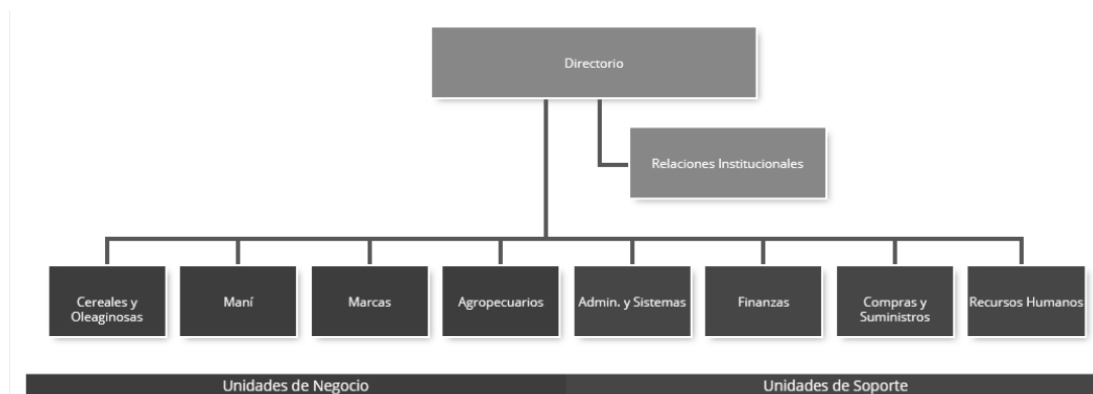 Directorio
Relaciones Institucionales
Cereales y
Oleaginosas
Maní
Marcas
Agropecuarios
Admin. y Sistemas
Finanzas
Compras y
Suministros
Recursos Humanos
Unidades de Negocio
Unidades de Soporte